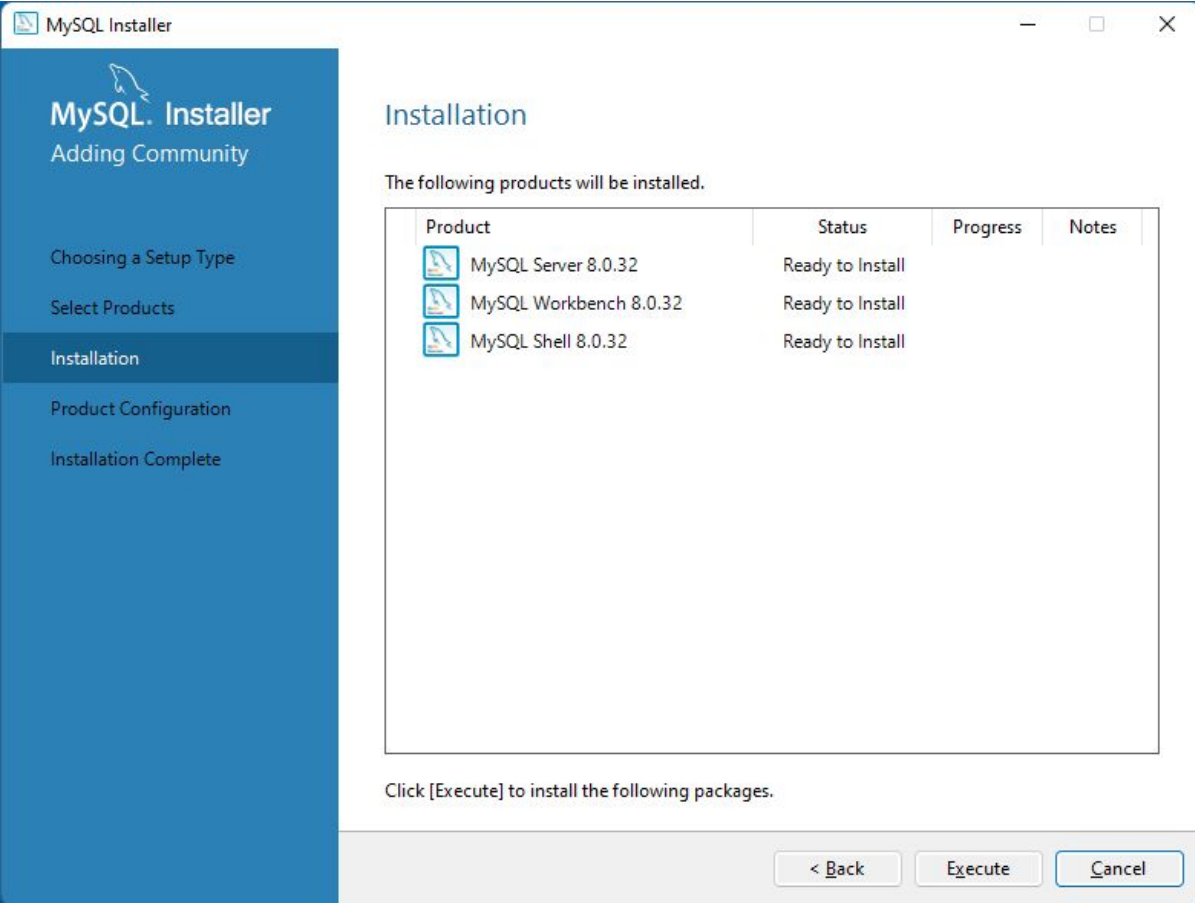 MySQL Installer
MySQL. Installer
Adding Community
Choosing a Setup Type
Select Products
Installation
Product Configuration
Installation Complete
Installation
The following products will be installed.
Product Status Progress Notes
MySQL Server 8.0.32 Ready to Install
MySQL Workbench 8.0.32 Ready to Install
MySQL Shell 8.0.32 Ready to Install
Click [Execute] to install the following packages.
< Back Execute Cancel